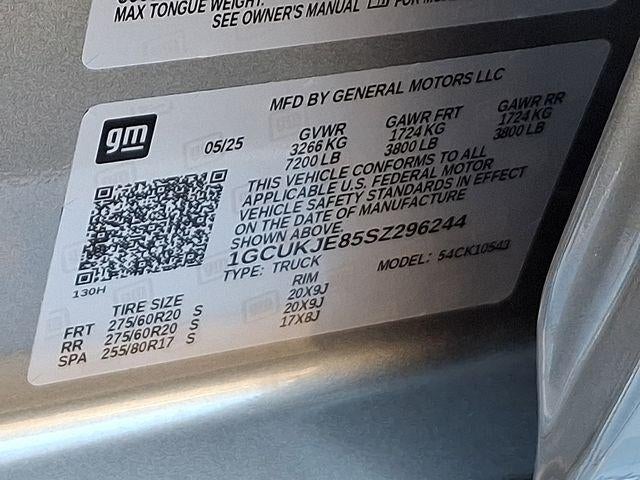 MAX TONGUE WEIGHT:
SEE OWNER'S MANUAL
MFD BY GENERAL MOTORS LLC
gm
05/25
GVWR GAWR FRT GAWR RR
3266 KG 1724 KG 1724 KG
7200 LB 3800 LB 3800 LB
THIS VEHICLE CONFORMS TO ALL
APPLICABLE U.S. FEDERAL MOTOR
VEHICLE SAFETY STANDARDS IN EFFECT
ON THE DATE OF MANUFACTURE
SHOWN ABOVE.
1GCUKJE85SZ296244
TYPE: TRUCK MODEL: 54CK10543
130H
TIRE SIZE RIM
FRT 275/60R20 S 20X9J
RR 275/60R20 S 20X9J
SPA 255/80R17 S 17X8J